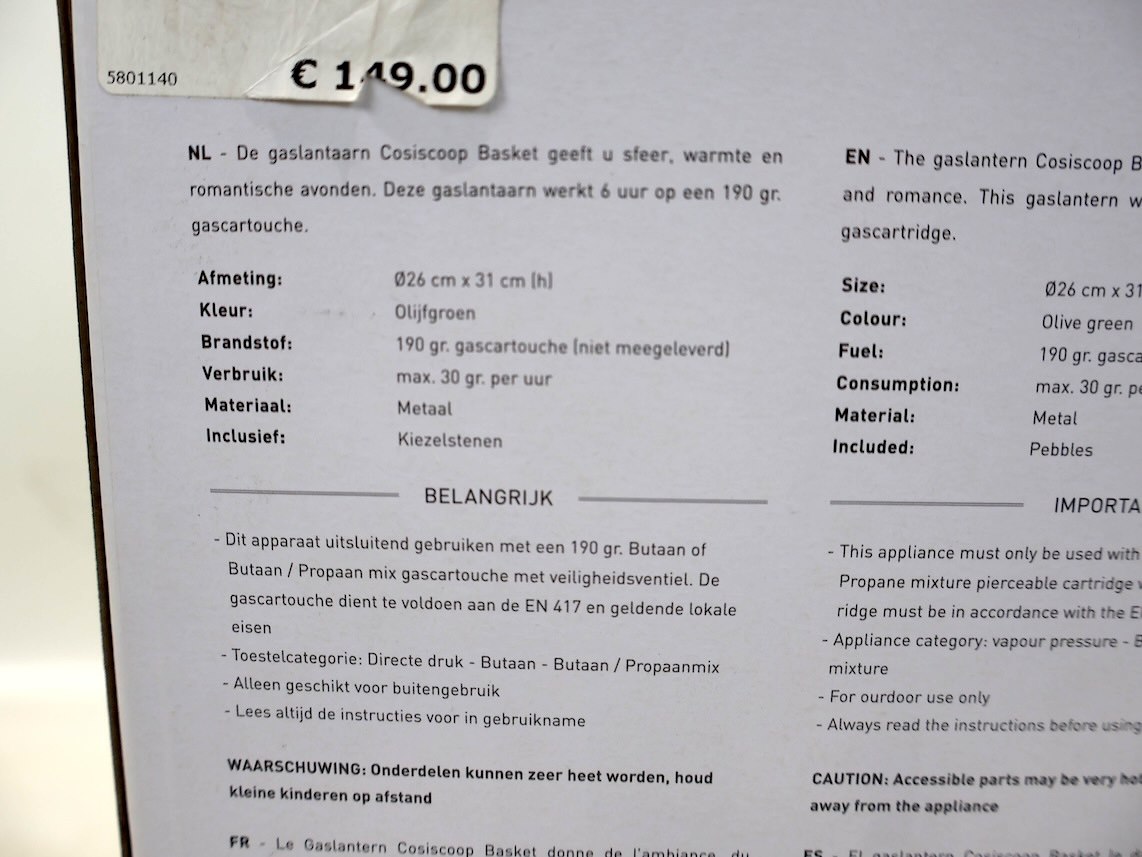 5801140 € 149.00
NL - De gaslantaarn Cosiscoop Basket geeft u sfeer, warmte en
romantische avonden. Deze gaslantaarn werkt 6 uur op een 190 gr.
gascartouche.
Afmeting: Ø26 cm x 31 cm (h)
Kleur: Olijfgroen
Brandstof: 190 gr. gascartouche (niet meegeleverd)
Verbruik: max. 30 gr. per uur
Materiaal: Metaal
Inclusief: Kiezelstenen
BELANGRIJK
- Dit apparaat uitsluitend gebruiken met een 190 gr. Butaan of
Butaan / Propaan mix gascartouche met veiligheidsventiel. De
gascartouche dient te voldoen aan de EN 417 en geldende lokale
eisen
- Toestelcategorie: Directe druk - Butaan - Butaan / Propaanmix
- Alleen geschikt voor buitengebruik
- Lees altijd de instructies voor in gebruikname
WAARSCHUWING: Onderdelen kunnen zeer heet worden, houd
kleine kinderen op afstand
FR - Le Gaslantern Cosiscoop Basket donne de l'ambiance, du
EN - The gaslantern Cosiscoop B
and romance. This gaslantern w
gascartridge.
Size: Ø26 cm x 31
Colour: Olive green
Fuel: 190 gr. gasca
Consumption: max. 30 gr. pe
Material: Metal
Included: Pebbles
IMPORTA
- This appliance must only be used with
Propane mixture pierceable cartridge
ridge must be in accordance with the E
- Appliance category: vapour pressure - B
mixture
- For ourdoor use only
- Always read the instructions before using
CAUTION: Accessible parts may be very hot
away from the appliance
ES - El gaslantern Cosiscoop Basket le